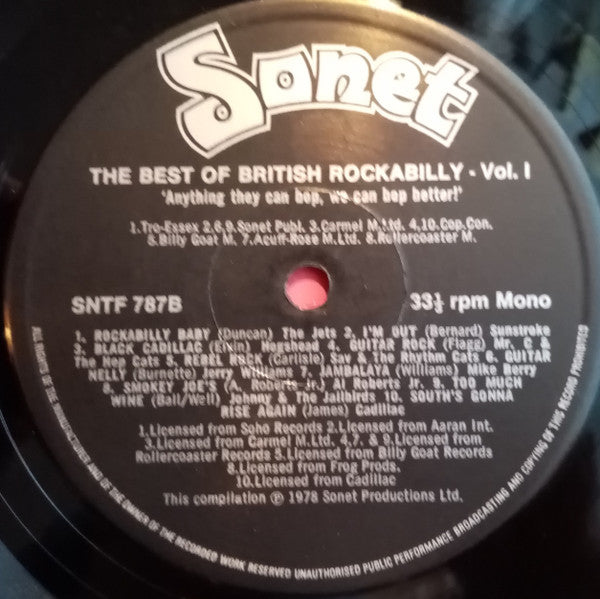 Sonet
THE BEST OF BRITISH ROCKABILLY - Vol. I
'Anything they can bop, we can bop better!'
1.Tro-Essex 2,6,9.Sonet Publ. 3.Carmel M.Ltd. 4,10.Cop.Con.
5.Billy Goat M. 7.Acuff-Rose M.Ltd. 8.Rollercoaster M.
SNTF 787B
33⅓ rpm Mono
1. ROCKABILLY BABY (Duncan) The Jets 2. I'M OUT (Bernard) Sunstroke
3. BLACK CADILLAC (Elkin) Hogshead 4. GUITAR ROCK (Flagg) Mr. C &
The Nng Cats 5. REBEL ROCK (Carlisle) Sav & The Rhythm Cats 6. GUITAR
NELLY (Burnette) Jerry Williams 7. JAMBALAYA (Williams) Mike Berry
8. SMOKEY JOE'S (A. Roberts Jr.) Al Roberts Jr. 9. TOO MUCH
WINE (Ball/Well) Johnny & The Jailbirds 10. SOUTH'S GONNA
RISE AGAIN (James) Cadillac
1.Licensed from Soho Records 2.Licensed from Aaran Int.
3.Licensed from Carmel M.Ltd. 4,7. & 9.Licensed from
Rollercoaster Records 5.Licensed from Billy Goat Records
8.Licensed from Frog Prods.
10.Licensed from Cadillac
This compilation ℗ 1978 Sonet Productions Ltd.
ALL RIGHTS OF THE MANUFACTURER AND OF THE OWNER OF THE RECORDED WORK RESERVED UNAUTHORISED PUBLIC PERFORMANCE BROADCASTING AND COPYING OF THIS RECORD PROHIBITED